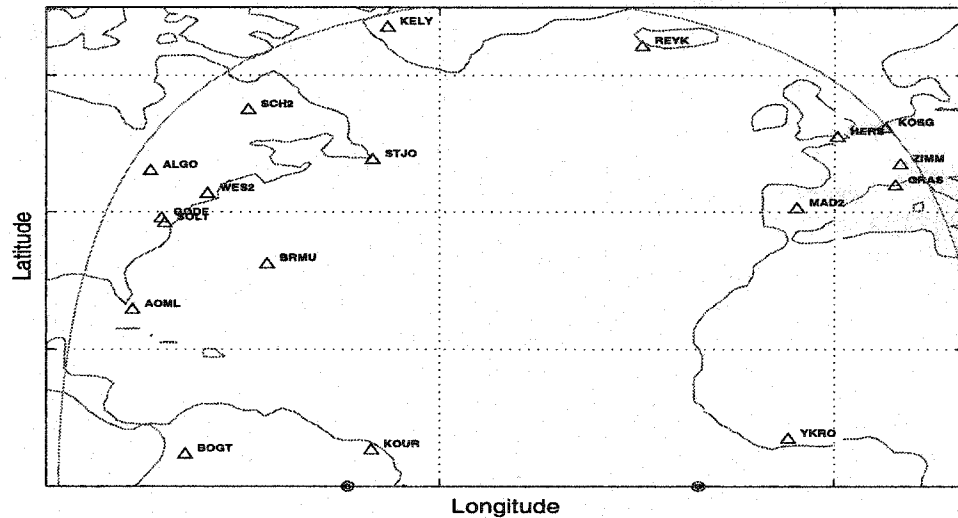 KELY
REYK
SCH2
KOSG
HERS
STJO
ZIMM
ALGO
GRAS
WES2
MAD2
GODE
SOL1
BRMU
AOML
YKRO
KOUR
BOGT
Latitude
Longitude